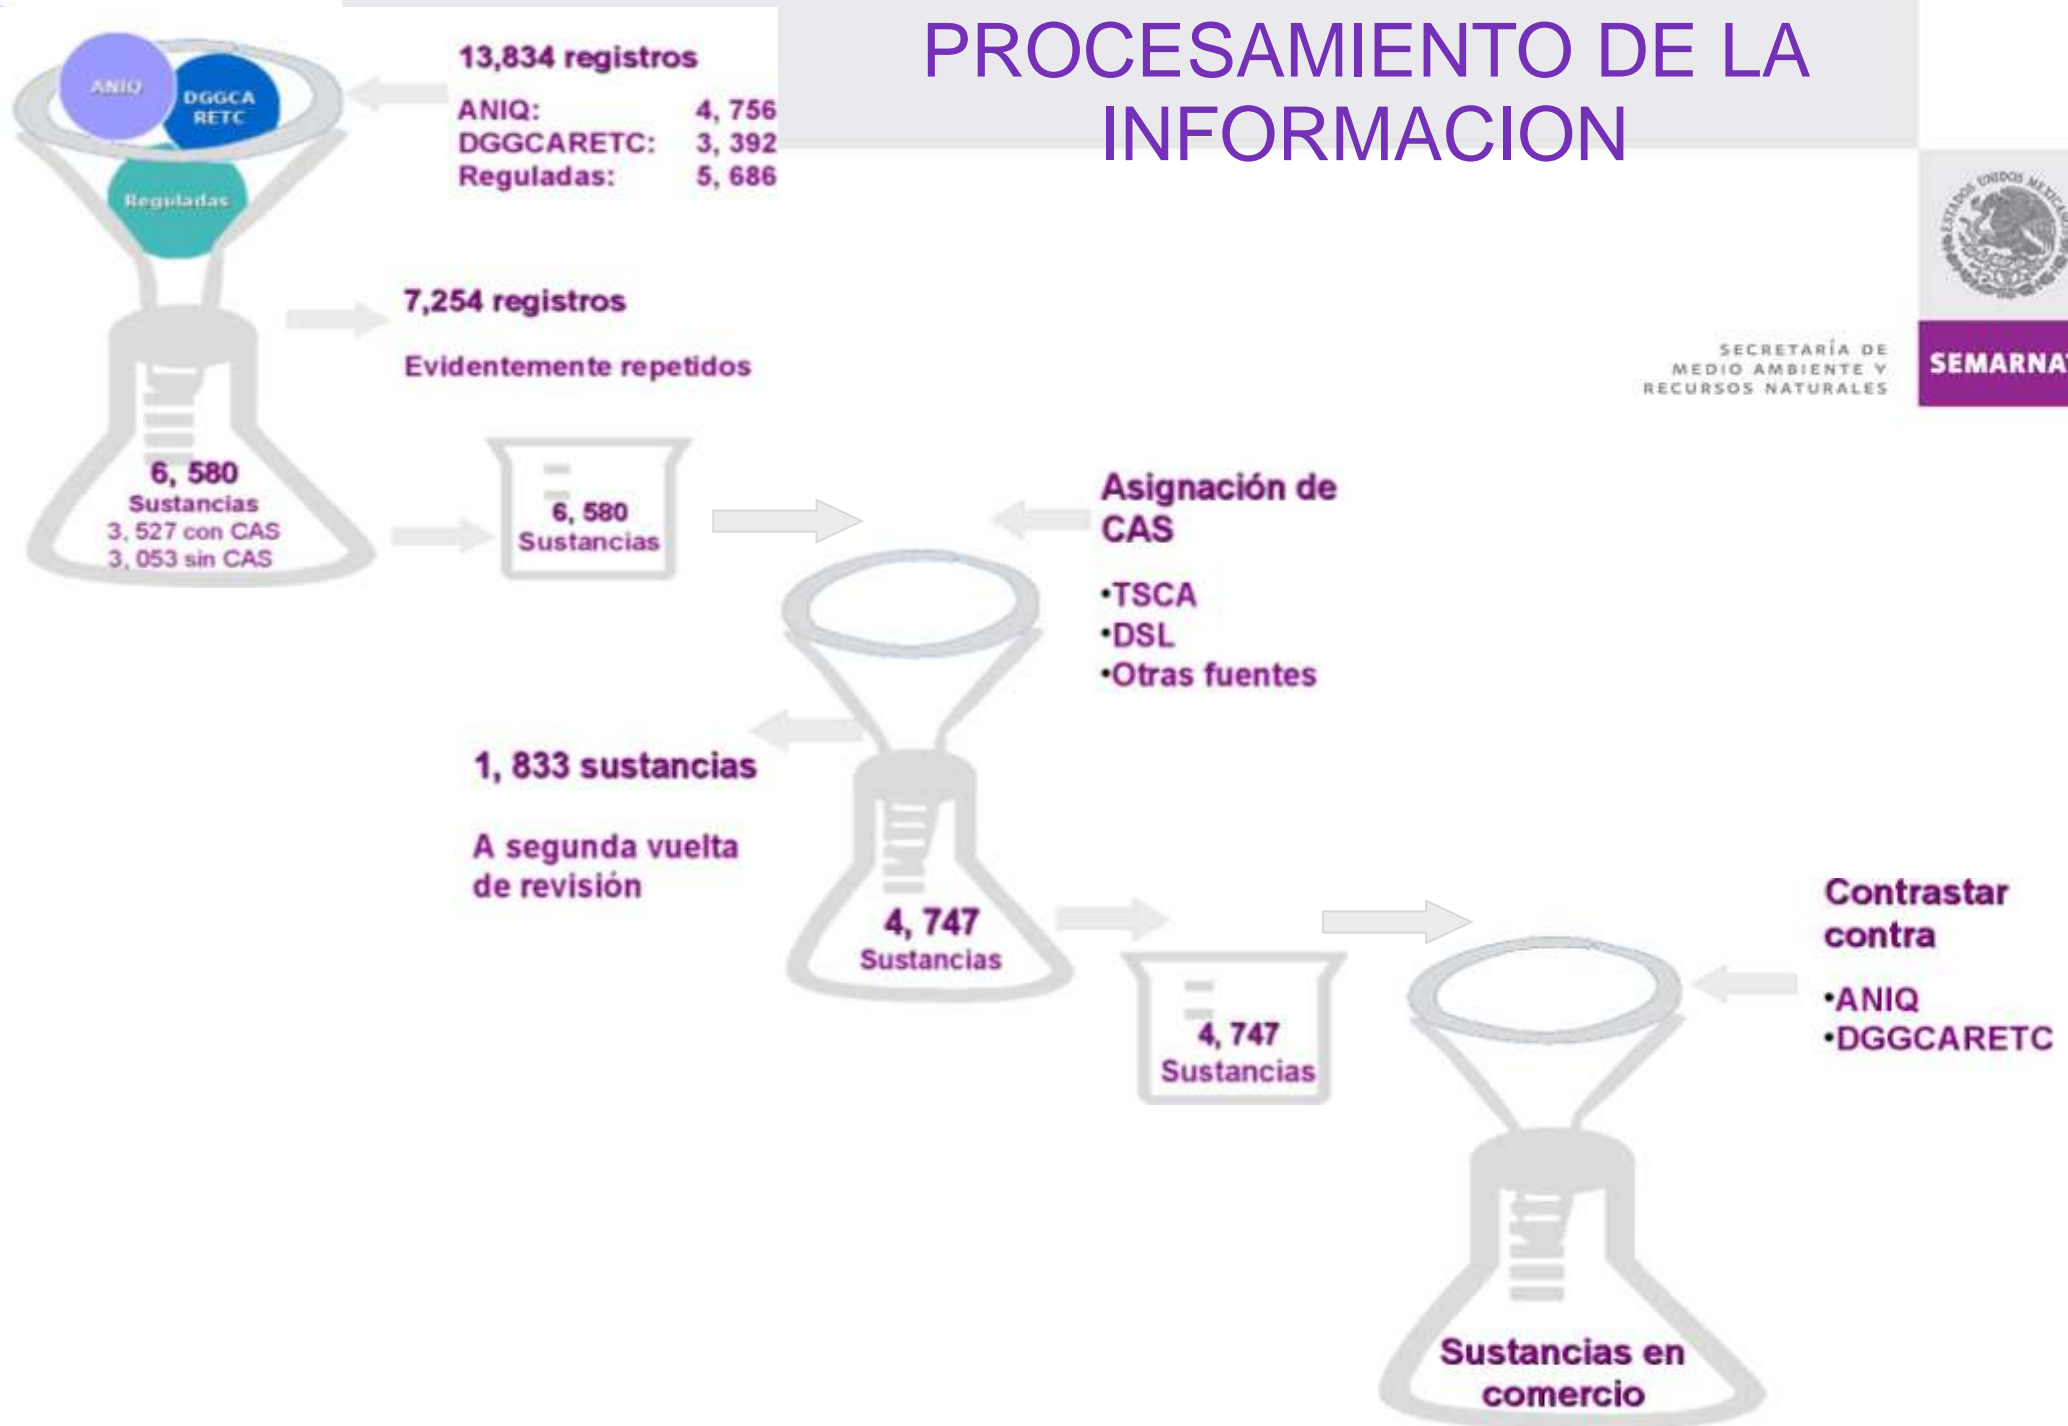 PROCESAMIENTO DE LA
INFORMACION
ANIQ
DGGCA
RETC
Reguladas
13,834 registros
ANIQ: 4, 756
DGGCARETC: 3, 392
Reguladas: 5, 686
7,254 registros
Evidentemente repetidos
SECRETARÍA DE
MEDIO AMBIENTE Y
RECURSOS NATURALES
SEMARNAT
ESTADOS UNIDOS MEXICANOS
6, 580
Sustancias
3, 527 con CAS
3, 053 sin CAS
6, 580
Sustancias
Asignación de
CAS
•TSCA
•DSL
•Otras fuentes
1, 833 sustancias
A segunda vuelta
de revisión
4, 747
Sustancias
4, 747
Sustancias
Contrastar
contra
•ANIQ
•DGGCARETC
Sustancias en
comercio